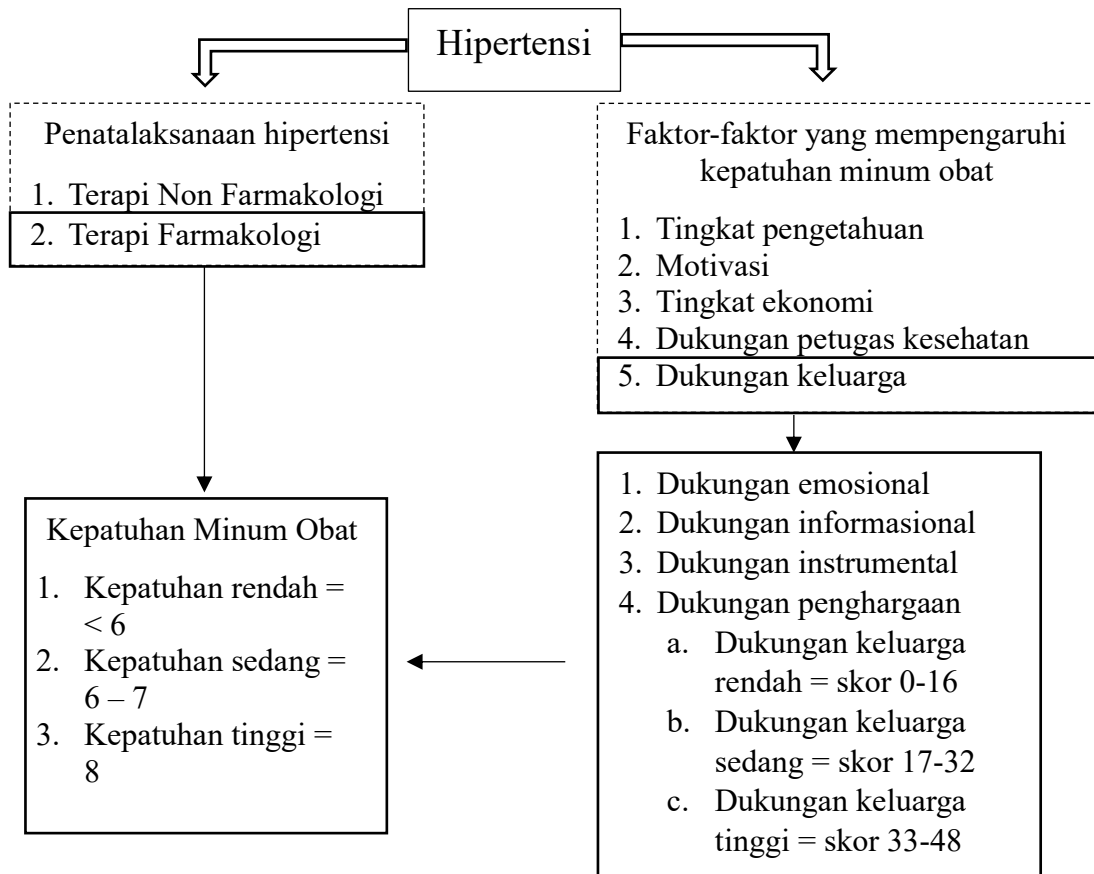 Hipertensi
Penatalaksanaan hipertensi
1. Terapi Non Farmakologi
2. Terapi Farmakologi
Faktor-faktor yang mempengaruhi
kepatuhan minum obat
1. Tingkat pengetahuan
2. Motivasi
3. Tingkat ekonomi
4. Dukungan petugas kesehatan
5. Dukungan keluarga
Kepatuhan Minum Obat
1. Kepatuhan rendah =
< 6
2. Kepatuhan sedang =
6 – 7
3. Kepatuhan tinggi =
8
1. Dukungan emosional
2. Dukungan informasional
3. Dukungan instrumental
4. Dukungan penghargaan
a. Dukungan keluarga
rendah = skor 0-16
b. Dukungan keluarga
sedang = skor 17-32
c. Dukungan keluarga
tinggi = skor 33-48